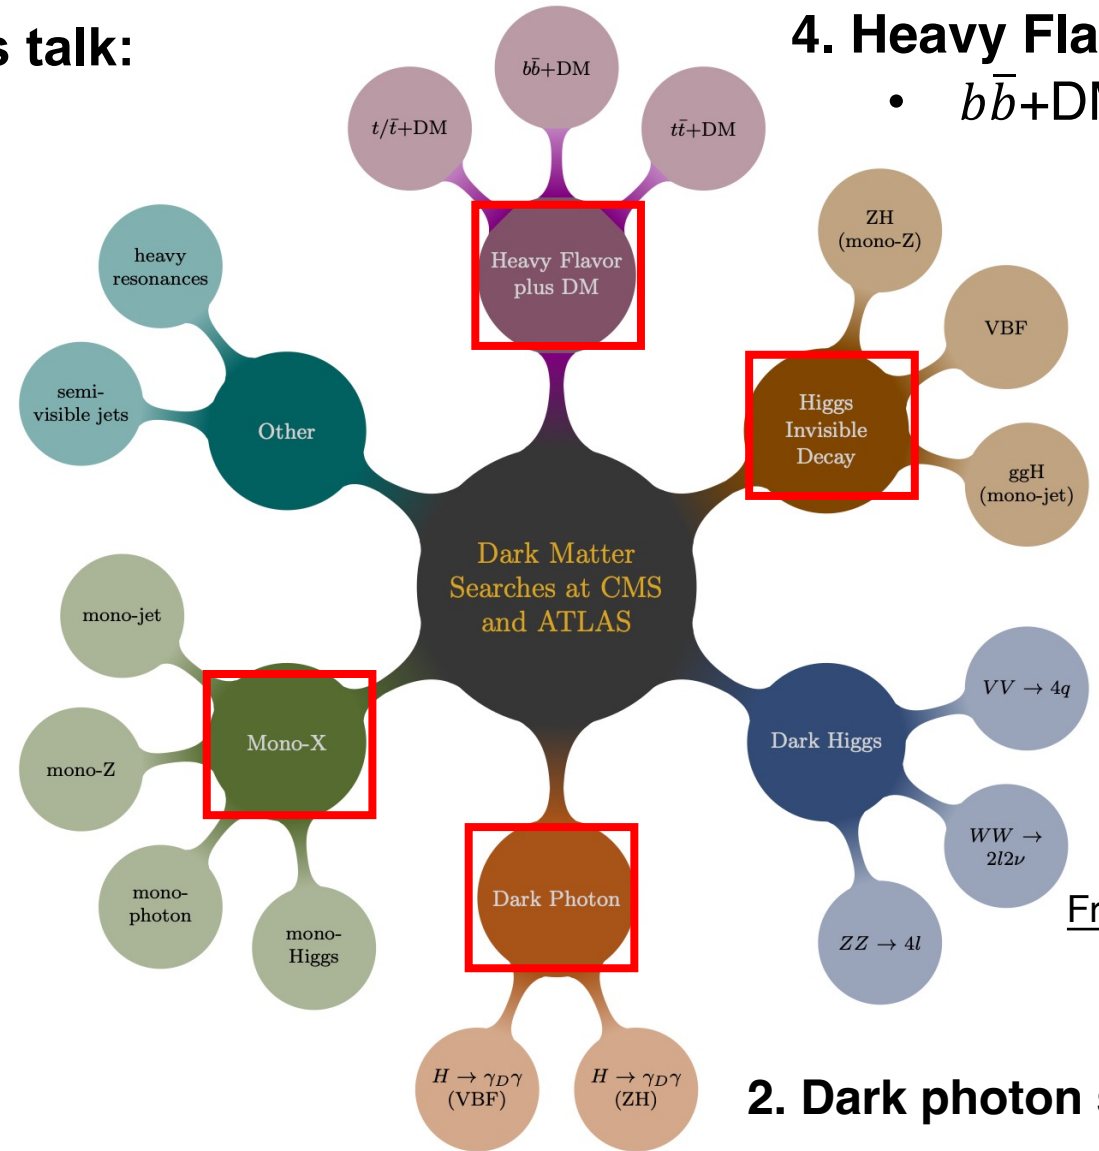 s talk:
4. Heavy Fla
• bb̄+DM
bb̄+DM
t/t̄+DM
tt̄+DM
Heavy Flavor
plus DM
ZH
(mono-Z)
VBF
Higgs
Invisible
Decay
ggH
(mono-jet)
heavy
resonances
semi-
visible jets
Other
Dark Matter
Searches at CMS
and ATLAS
mono-jet
Mono-X
mono-Z
mono-
photon
mono-
Higgs
Dark Higgs
VV → 4q
WW →
2l2ν
ZZ → 4l
Fr
Dark Photon
H → γ_Dγ
(VBF)
H → γ_Dγ
(ZH)
2. Dark photon s